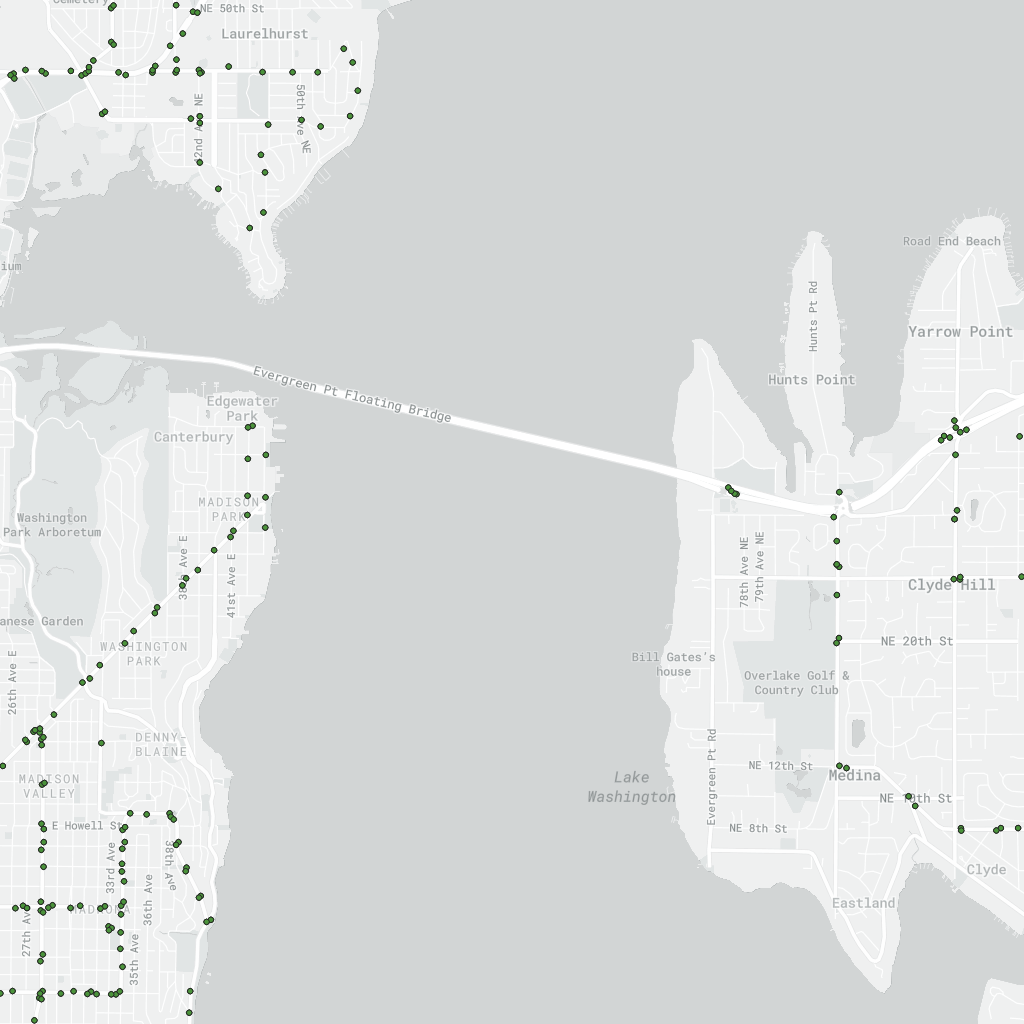 Cemetery
NE 50th St
Laurelhurst
50th Ave NE
NE
ium
Road End Beach
Hunts Pt Rd
Yarrow Point
Hunts Point
Evergreen Pt Floating Bridge
Edgewater
Park
Canterbury
MADISON
PARK
Washington
Park Arboretum
38th Ave E
41st Ave E
78th Ave NE
79th Ave NE
Clyde Hill
anese Garden
WASHINGTON
PARK
NE 20th St
26th Ave E
Bill Gates's
house
Overlake Golf &
Country Club
DENNY-
BLAINE
Evergreen Pt Rd
NE 12th St
Medina
Lake
Washington
MADISON
VALLEY
NE 10th St
E Howell St
NE 8th St
33rd Ave
38th Ave
36th Ave
Clyde
Eastland
MADRONA
27th Ave
35th Ave